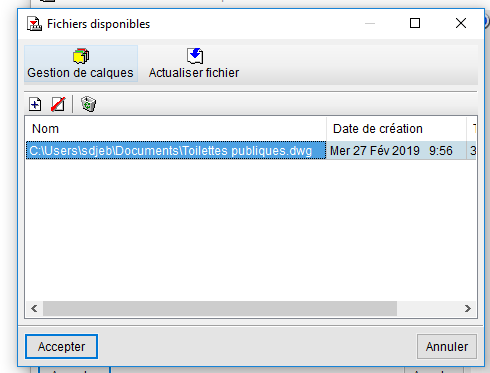 Fichiers disponibles
Gestion de calques
Actualiser fichier
Nom
Date de création
C:\Users\sdjeb\Documents\Toilettes publiques.dwg
Mer 27 Fév 2019 9:56
3
Accepter
Annuler